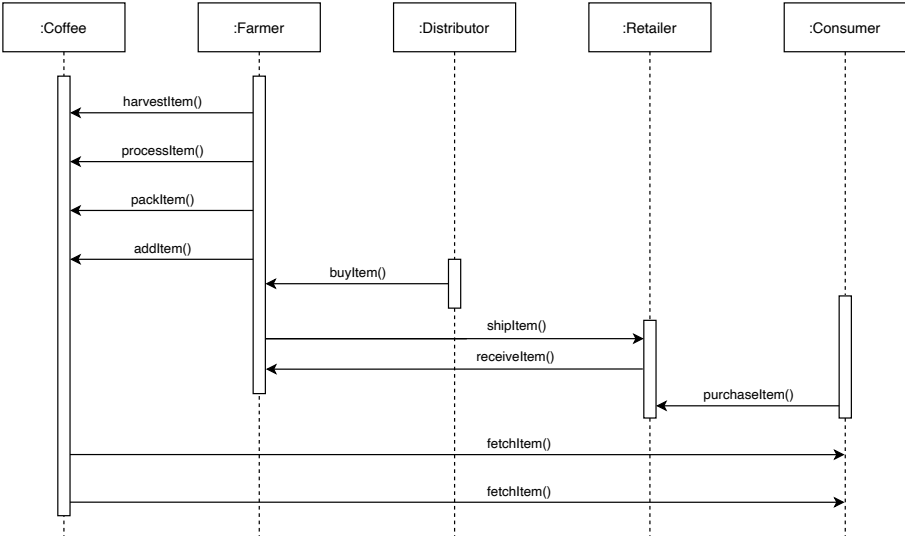 :Coffee
:Farmer
:Distributor
:Retailer
:Consumer
harvestItem()
processItem()
packItem()
addItem()
buyItem()
shipItem()
receiveItem()
purchaseItem()
fetchItem()
fetchItem()